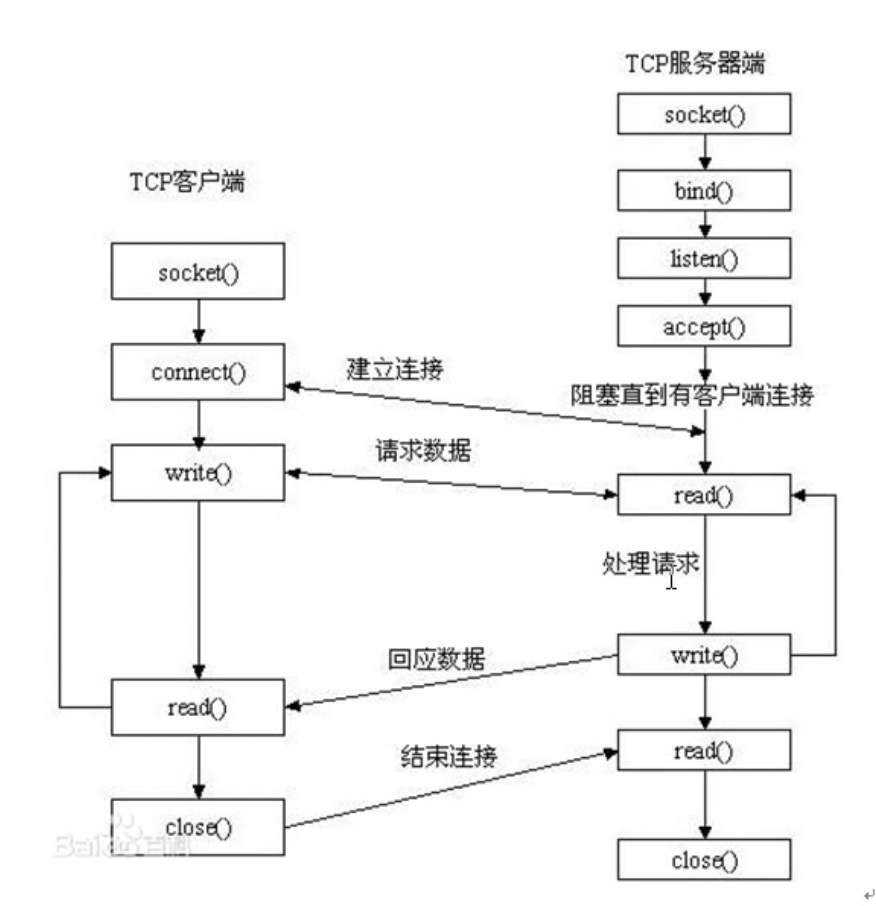 TCP服务器端
socket()
bind()
listen()
accept()
阻塞直到有客户端连接
read()
处理请求
write()
read()
close()
TCP客户端
socket()
connect()
write()
read()
close()
建立连接
请求数据
回应数据
结束连接
Baidu百科